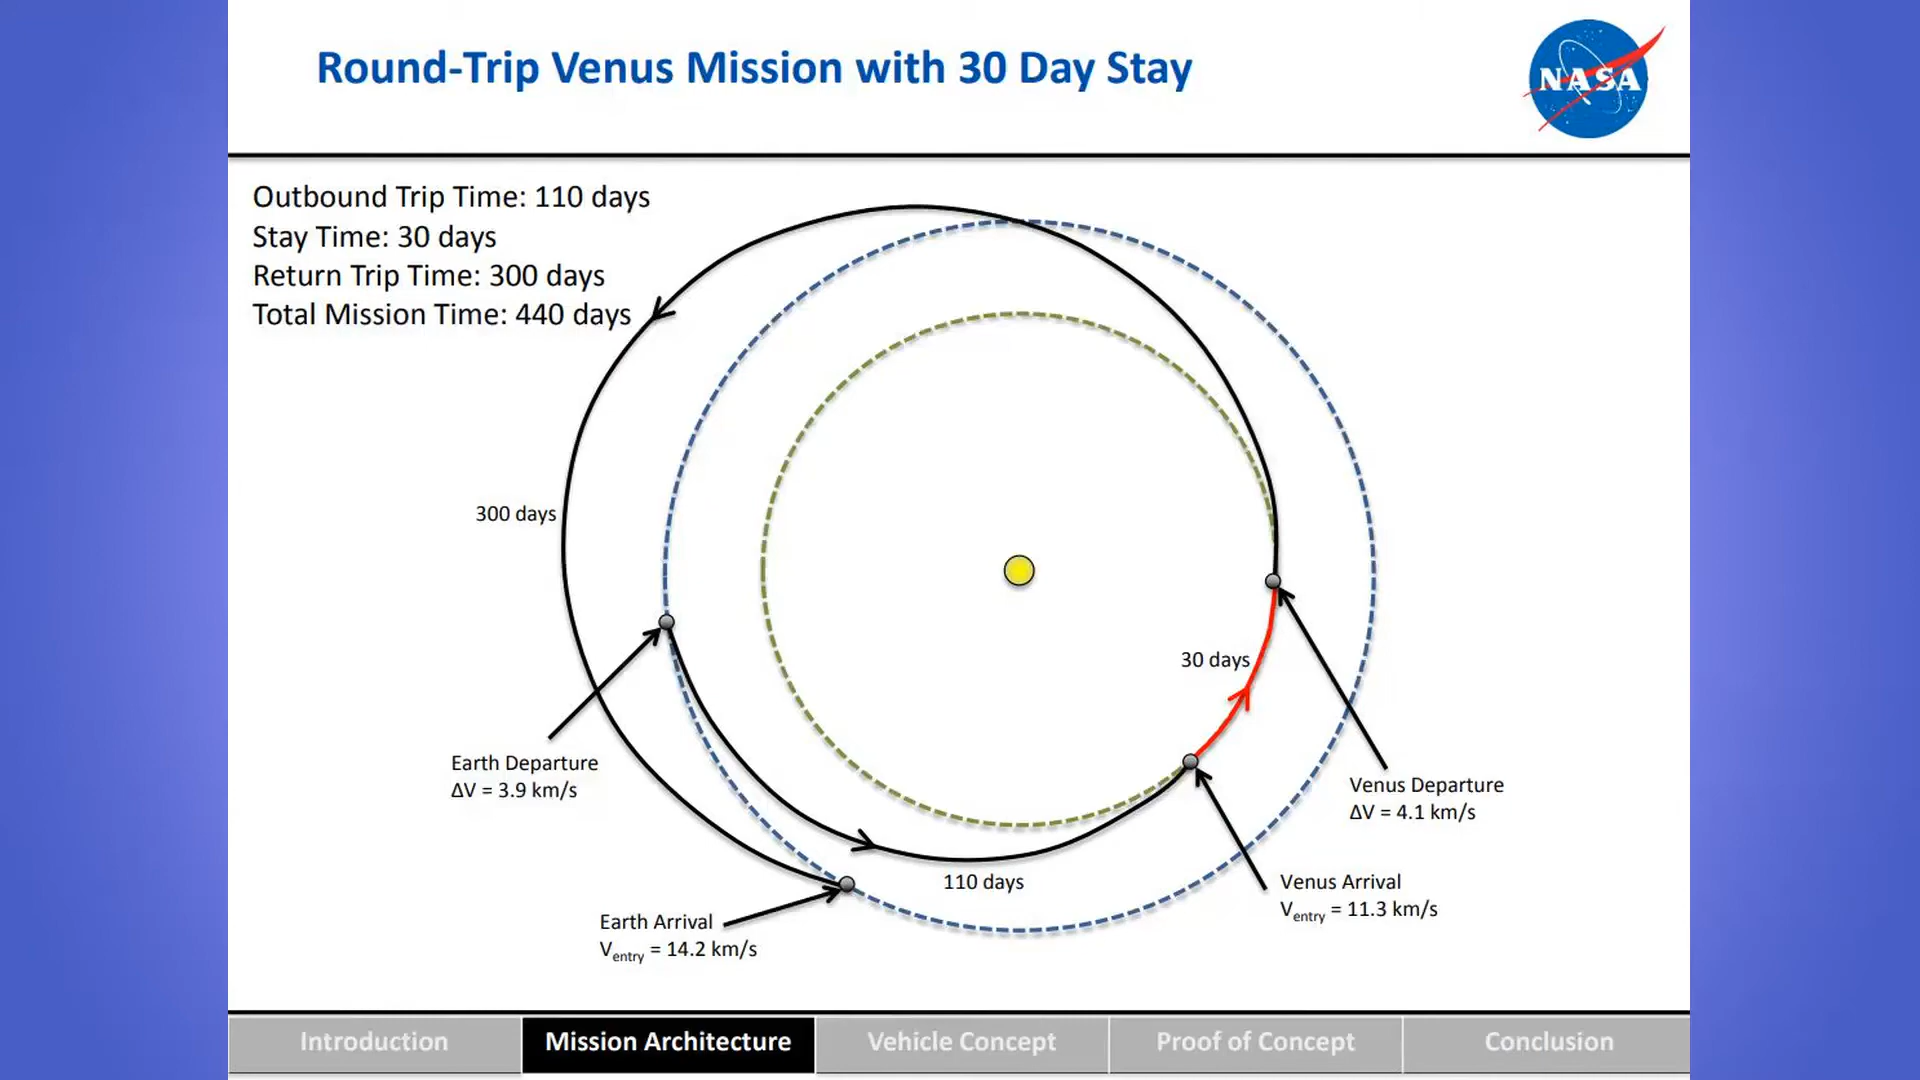 Round-Trip Venus Mission with 30 Day Stay
NASA
Outbound Trip Time: 110 days
Stay Time: 30 days
Return Trip Time: 300 days
Total Mission Time: 440 days
300 days
30 days
Earth Departure
ΔV = 3.9 km/s
Venus Departure
ΔV = 4.1 km/s
110 days
Venus Arrival
Ventry = 11.3 km/s
Earth Arrival
Ventry = 14.2 km/s
Introduction
Mission Architecture
Vehicle Concept
Proof of Concept
Conclusion